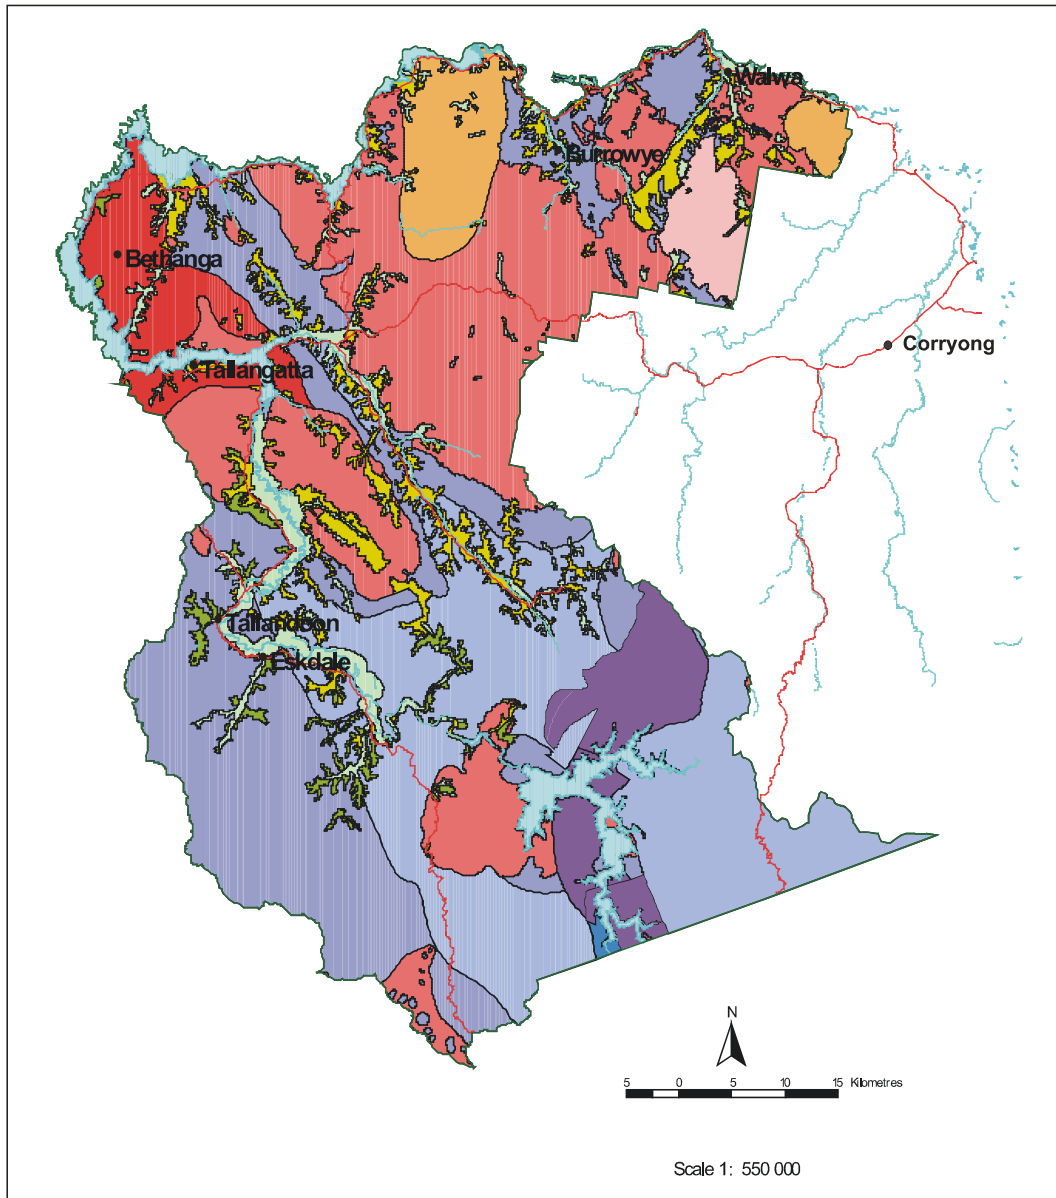 Walwa
Burrowye
Bethanga
Corryong
Tallangatta
Tallandoon
Eskdale
N
5 0 5 10 15 Kilometres
Scale 1: 550 000